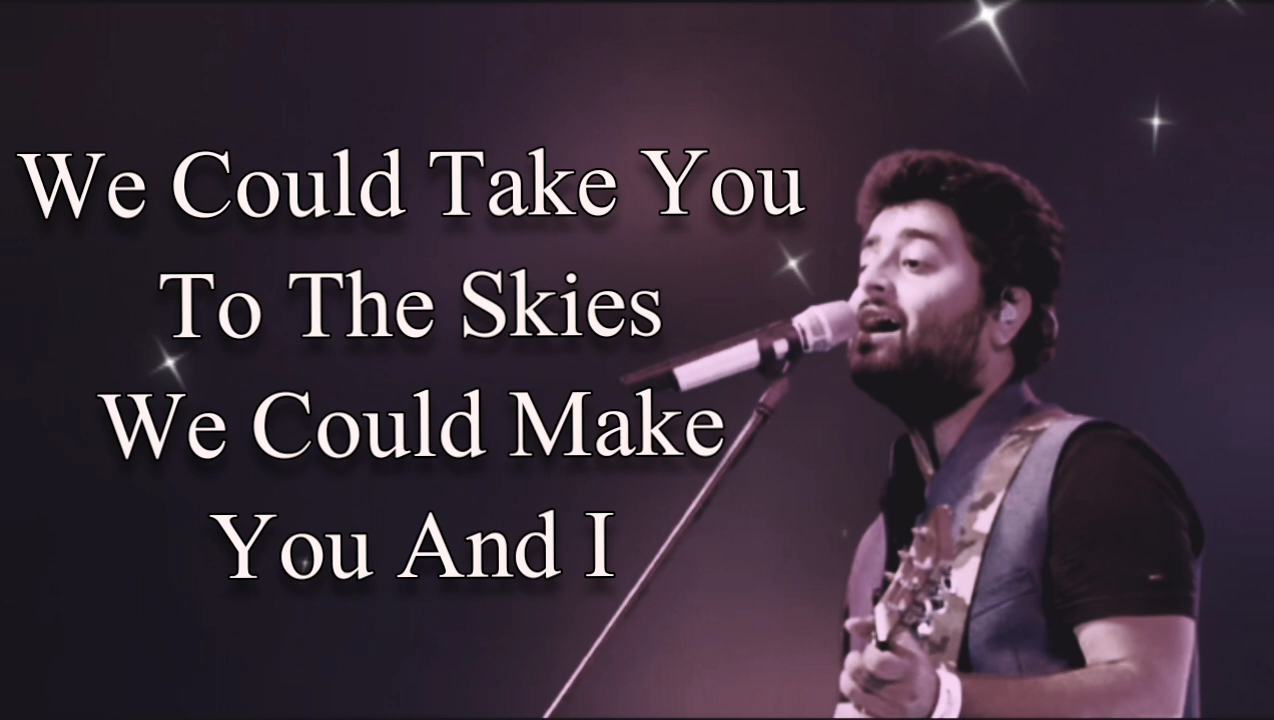 We Could Take You
To The Skies
We Could Make
You And I